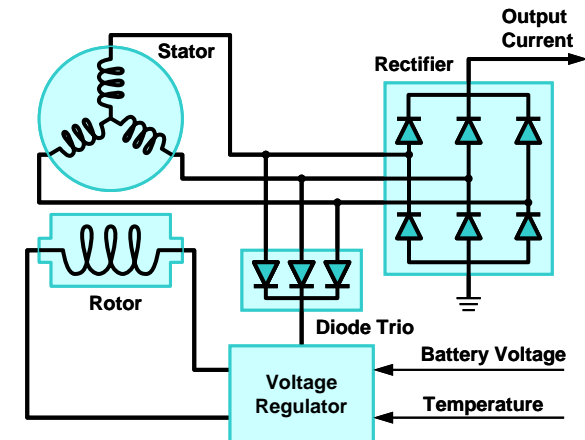 Output
Current
Stator
Rectifier
Rotor
Diode Trio
Voltage
Regulator
Battery Voltage
Temperature